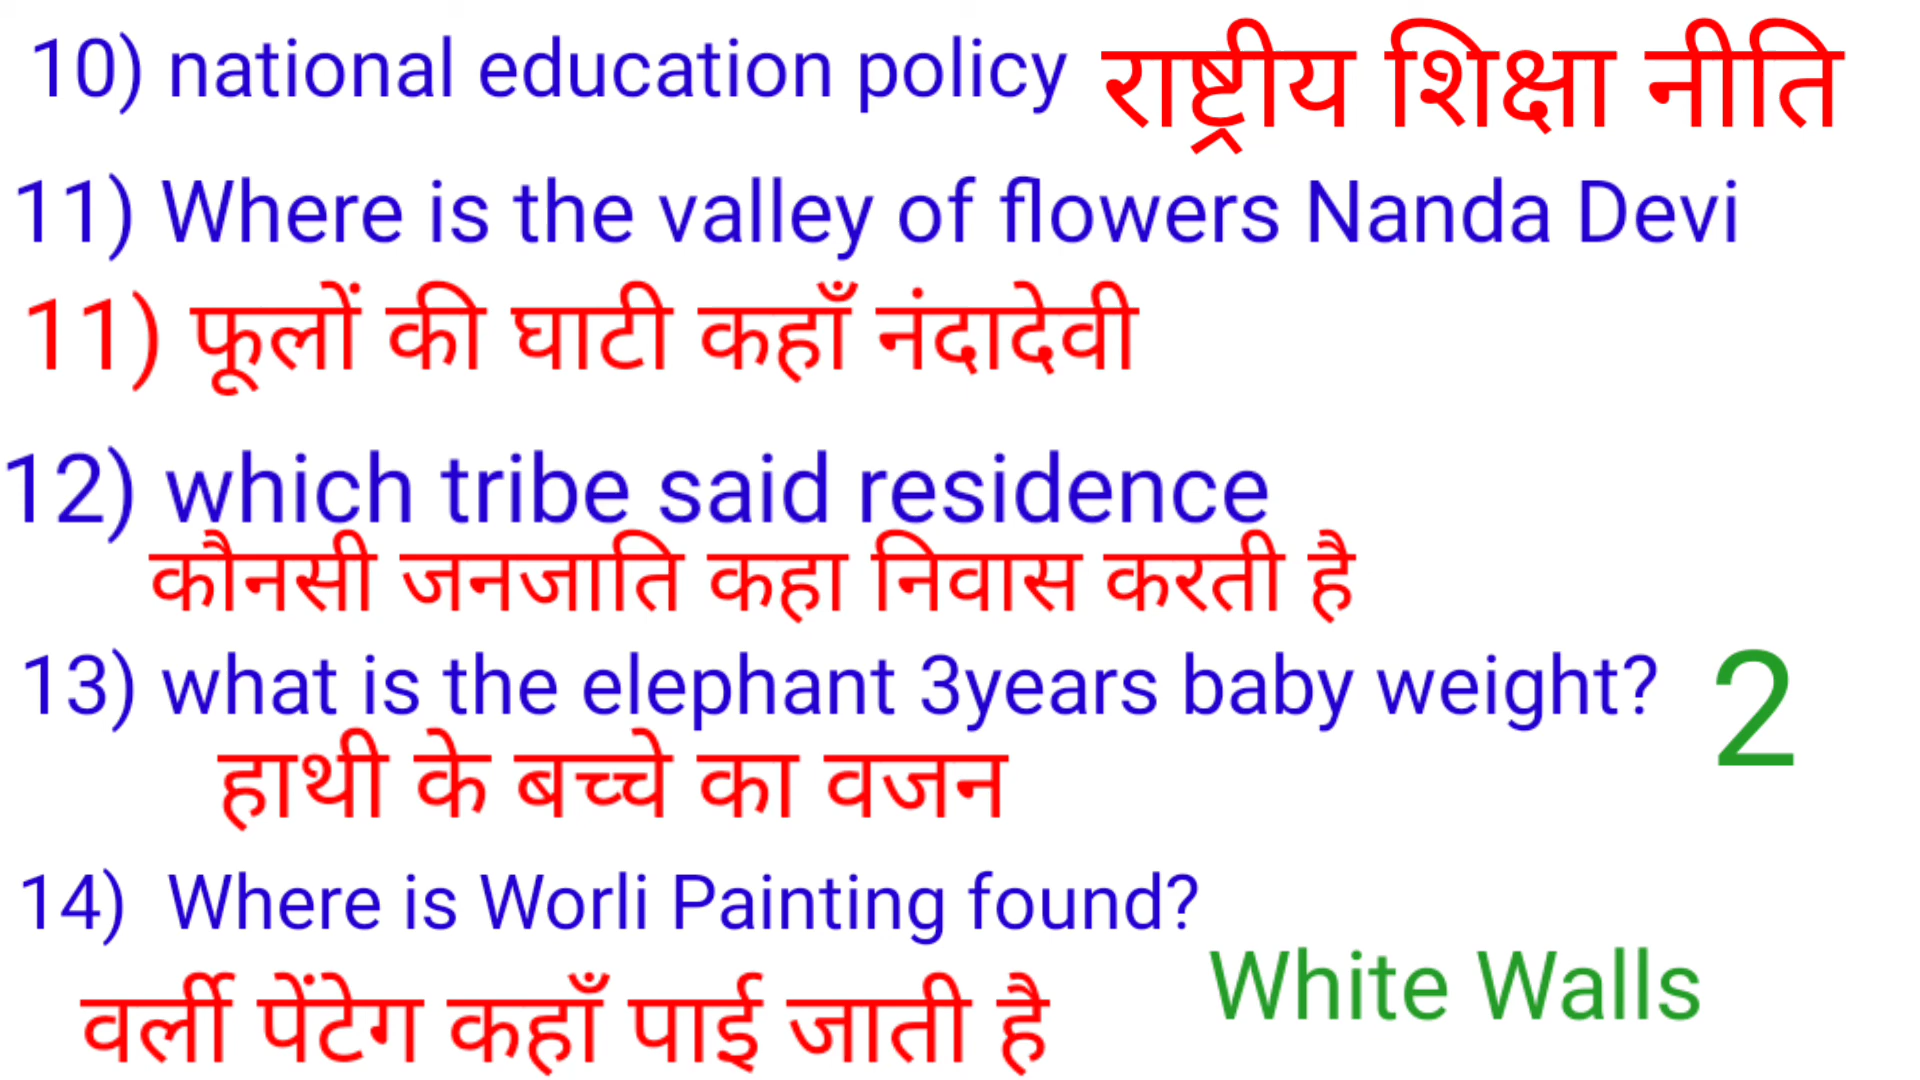 10) national education policy राष्ट्रीय शिक्षा नीति
11) Where is the valley of flowers Nanda Devi
11) फूलों की घाटी कहाँ नंदादेवी
12) which tribe said residence
कौनसी जनजाति कहा निवास करती है
13) what is the elephant 3years baby weight? 2
हाथी के बच्चे का वजन
14) Where is Worli Painting found?
White Walls
वर्ली पेंटेग कहाँ पाई जाती है